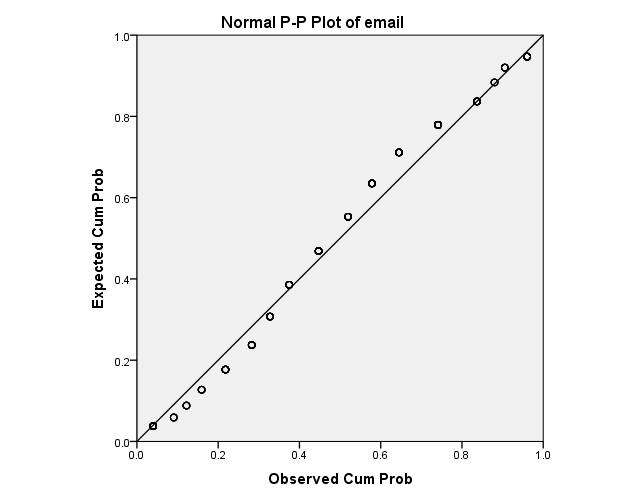 Normal P-P Plot of email
Expected Cum Prob
1.0
0.8
0.6
0.4
0.2
0.0
0.0 0.2 0.4 0.6 0.8 1.0
Observed Cum Prob